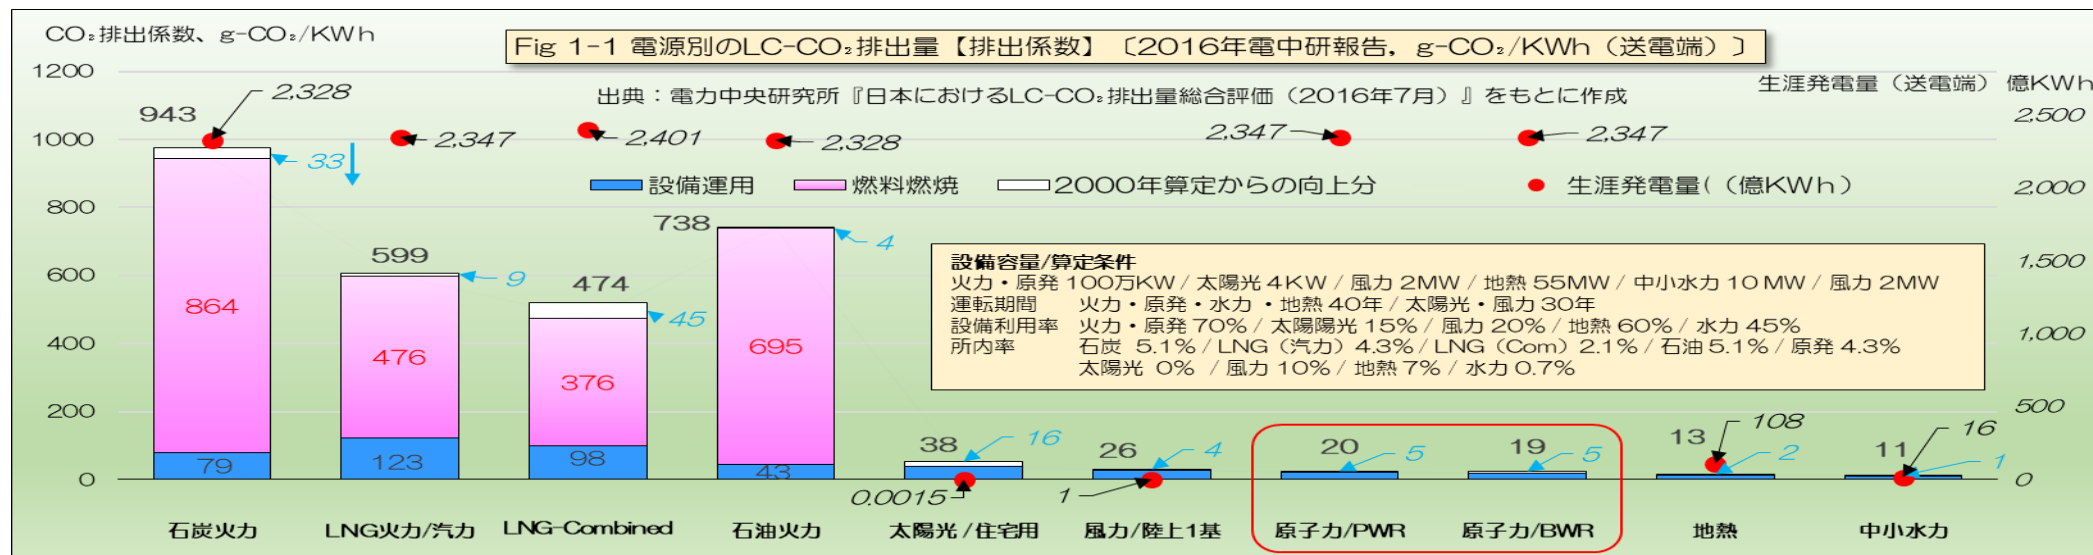 CO₂排出係数、g-CO₂/KWh
Fig 1-1 電源別のLC-CO₂排出量【排出係数】〔2016年電中研報告，g-CO₂/KWh（送電端）〕
出典：電力中央研究所『日本におけるLC-CO₂排出量総合評価（2016年7月）』をもとに作成
生涯発電量（送電端）億KWh
1200
1000
800
600
400
200
0
2,500
2,000
1,500
1,000
500
0
943
2,328
33
864
79
599
2,347
9
476
123
474
2,401
45
376
98
738
2,328
4
695
43
38
16
0.0015
26
4
1
2,347
20
5
2,347
19
5
13
108
2
11
16
1
設備運用
燃料燃焼
2000年算定からの向上分
生涯発電量(（億KWh）
設備容量/算定条件
火力・原発 100万KW / 太陽光 4KW / 風力 2MW / 地熱 55MW / 中小水力 10 MW / 風力 2MW
運転期間 火力・原発・水力・地熱 40年 / 太陽光・風力 30年
設備利用率 火力・原発 70% / 太陽陽光 15% / 風力 20% / 地熱 60% / 水力 45%
所内率 石炭 5.1% / LNG（汽力）4.3% / LNG（Com）2.1% / 石油 5.1% / 原発 4.3%
太陽光 0% / 風力 10% / 地熱 7% / 水力 0.7%
石炭火力
LNG火力/汽力
LNG-Combined
石油火力
太陽光 / 住宅用
風力/陸上1基
原子力/PWR
原子力/BWR
地熱
中小水力